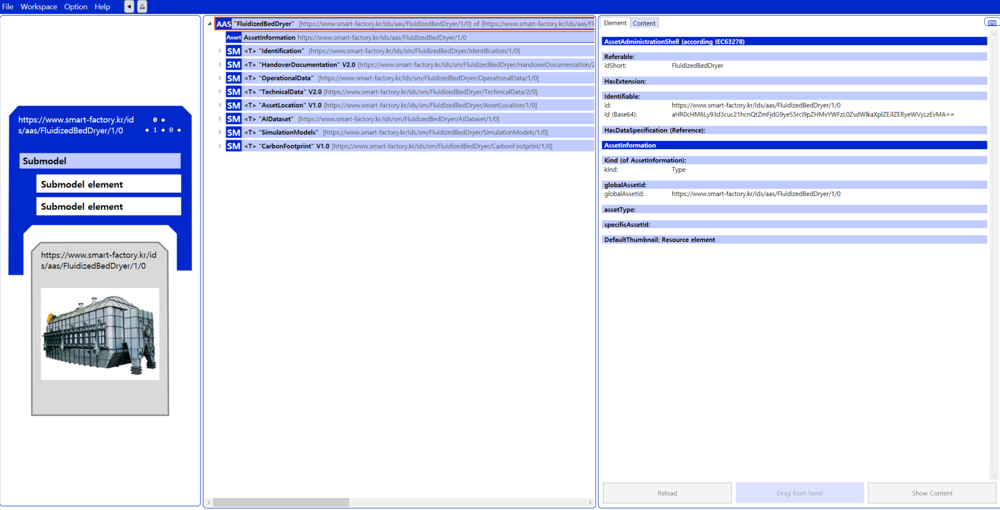 File Workspace Option Help
https://www.smart-factory.kr/id
s/aas/FluidizedBedDryer/1/0
0
1 0
Submodel
Submodel element
Submodel element
https://www.smart-factory.kr/id
s/aas/FluidizedBedDryer/1/0
AAS "FluidizedBedDryer" [https://www.smart-factory.kr/ids/aas/FluidizedBedDryer/1/0] of [https://www.smart-factory.kr/ids/aas/Fl
Asset AssetInformation https://www.smart-factory.kr/ids/aas/FluidizedBedDryer/1/0
SM <T> "Identification" [https://www.smart-factory.kr/ids/sm/FluidizedBedDryer/Identification/1/0]
SM <T> "HandoverDocumentation" V2.0 [https://www.smart-factory.kr/ids/sm/FluidizedBedDryer/HandoverDocumentation/2
SM <T> "OperationalData" [https://www.smart-factory.kr/ids/sm/FluidizedBedDryer/OperationalData/1/0]
SM <T> "TechnicalData" V2.0 [https://www.smart-factory.kr/ids/sm/FluidizedBedDryer/TechnicalData/2/0]
SM <T> "AssetLocation" V1.0 [https://www.smart-factory.kr/ids/sm/FluidizedBedDryer/AssetLocation/1/0]
SM <T> "AIDataset" [https://www.smart-factory.kr/ids/sm/FluidizedBedDryer/AIDataset/1/0]
SM <T> "SimulationModels" [https://www.smart-factory.kr/ids/sm/FluidizedBedDryer/SimulationModels/1/0]
SM <T> "CarbonFootprint" V1.0 [https://www.smart-factory.kr/ids/sm/FluidizedBedDryer/CarbonFootprint/1/0]
Element Content
AssetAdministrationShell (according IEC63278)
Referable:
idShort: FluidizedBedDryer
HasExtension:
Identifiable:
id: https://www.smart-factory.kr/ids/aas/FluidizedBedDryer/1/0
id (Base64): aHR0cHM6Ly93d3cuc21hcnQtZmFjdG9yeS5rci9pZHMvYWFzL0ZsdWlkaXplZEJlZERyeWVyLzEvMA==
HasDataSpecification (Reference):
AssetInformation
Kind (of AssetInformation):
kind: Type
globalAssetId:
globalAssetId: https://www.smart-factory.kr/ids/aas/FluidizedBedDryer/1/0
assetType:
specificAssetId:
DefaultThumbnail: Resource element
Reload Drag from here! Show Content